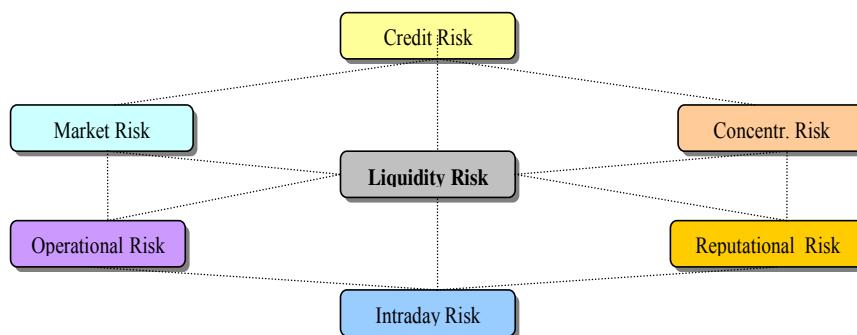 Credit Risk
Market Risk
Concentr. Risk
Liquidity Risk
Operational Risk
Reputational Risk
Intraday Risk